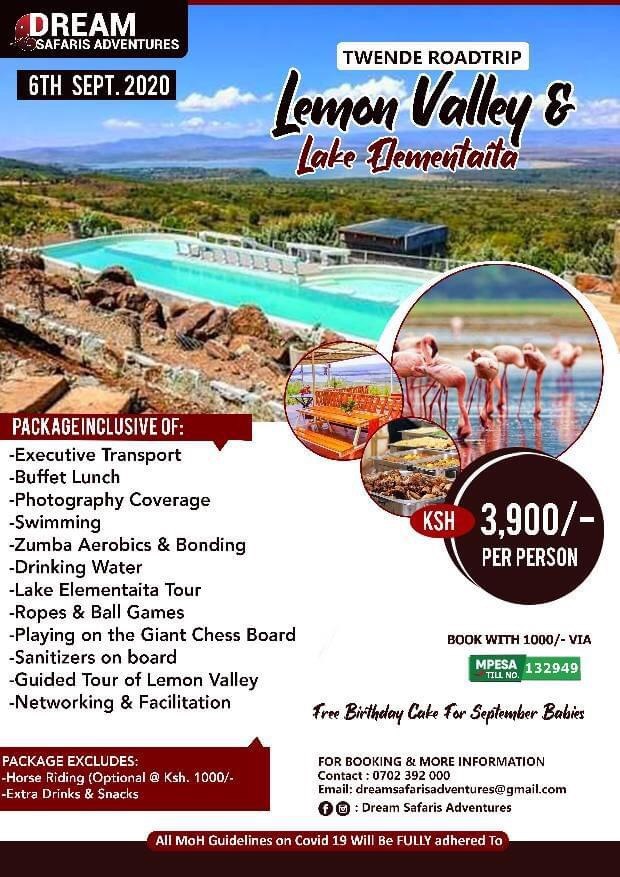 DREAM
SAFARIS ADVENTURES
6TH SEPT. 2020
TWENDE ROADTRIP
Lemon Valley &
Lake Elementaita
PACKAGE INCLUSIVE OF:
-Executive Transport
-Buffet Lunch
-Photography Coverage
-Swimming
-Zumba Aerobics & Bonding
-Drinking Water
-Lake Elementaita Tour
-Ropes & Ball Games
-Playing on the Giant Chess Board
-Sanitizers on board
-Guided Tour of Lemon Valley
-Networking & Facilitation
KSH 3,900/-
PER PERSON
BOOK WITH 1000/- VIA
MPESA
TILL NO. 132949
Free Birthday Cake For September Babies
PACKAGE EXCLUDES:
-Horse Riding (Optional @ Ksh. 1000/-
-Extra Drinks & Snacks
FOR BOOKING & MORE INFORMATION
Contact : 0702 392 000
Email: dreamsafarisadventures@gmail.com
: Dream Safaris Adventures
All MoH Guidelines on Covid 19 Will Be FULLY adhered To